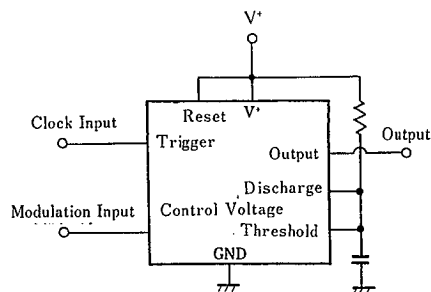 V⁺
Reset
V⁺
Clock Input
Trigger
Output
Output
Discharge
Modulation Input
Control Voltage
Threshold
GND